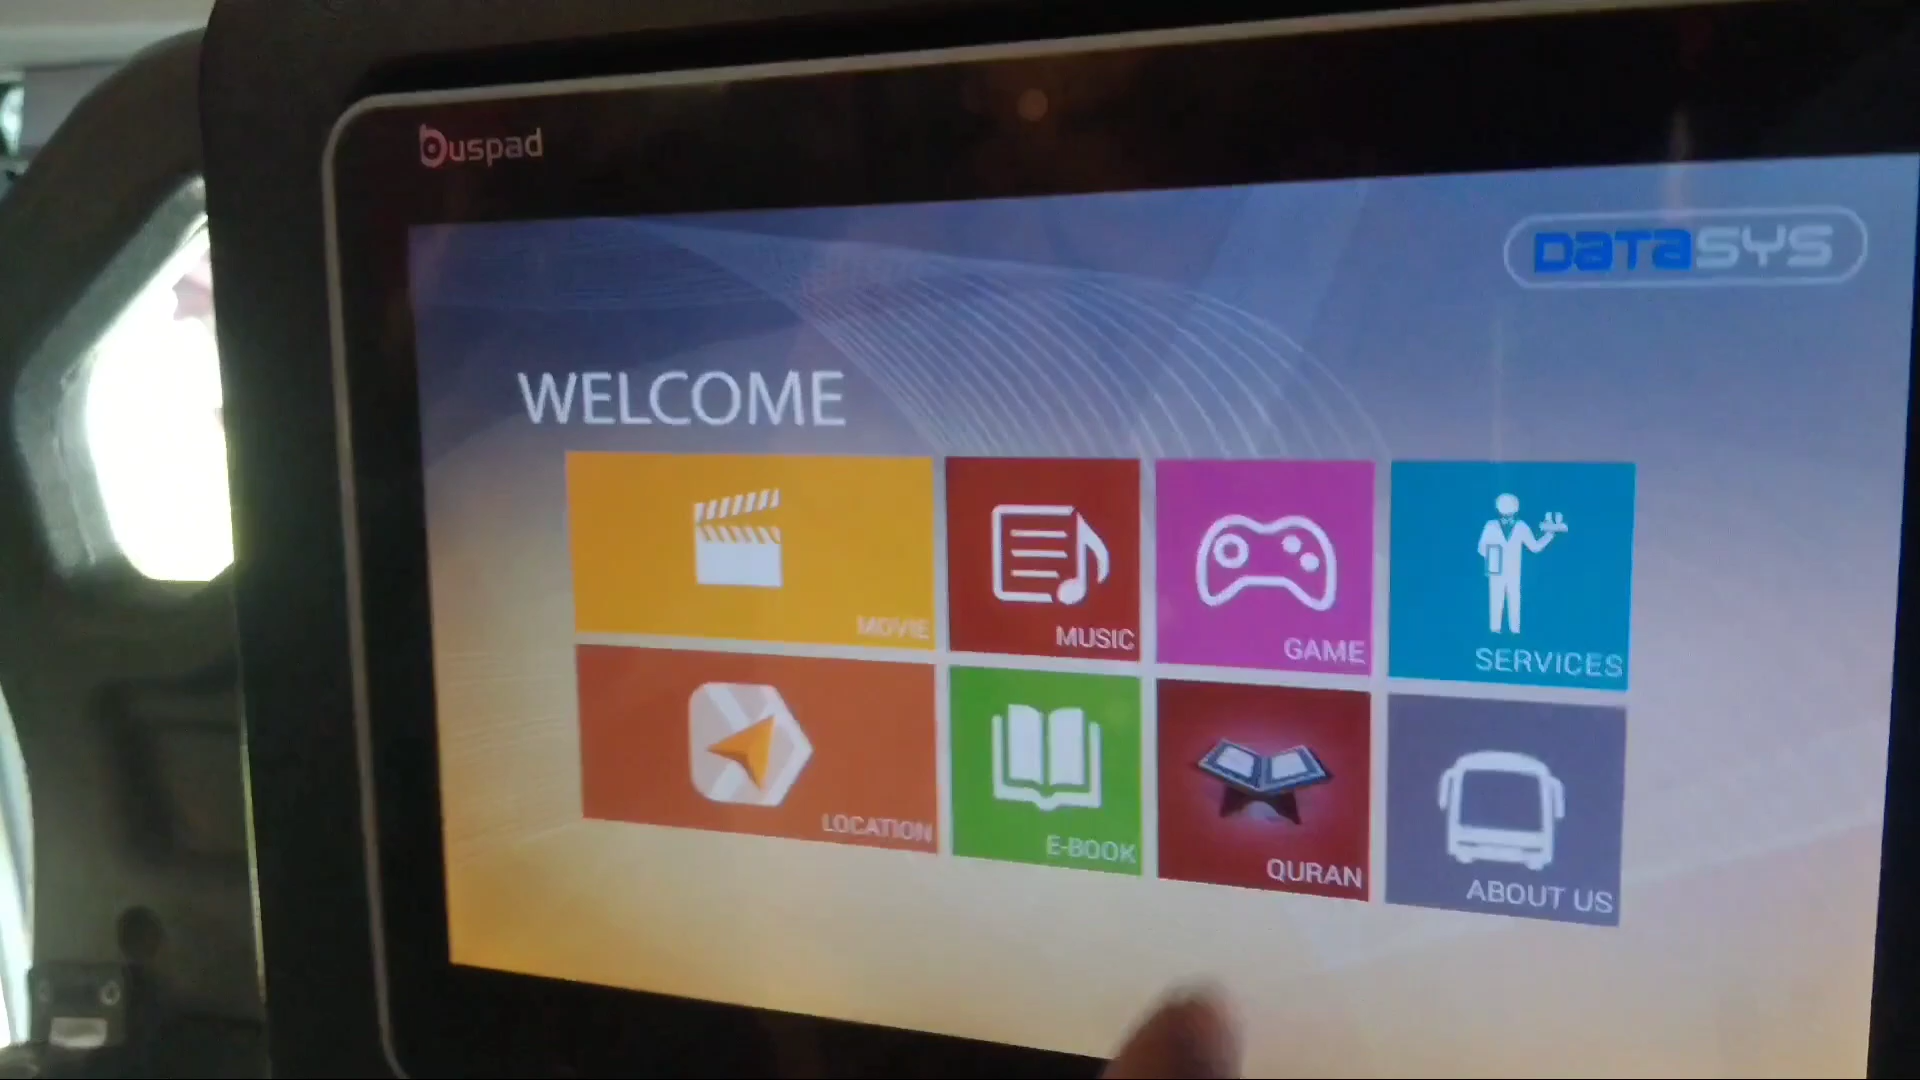 buspad
DATASYS
WELCOME
MOVIE
MUSIC
GAME
SERVICES
LOCATION
E-BOOK
QURAN
ABOUT US